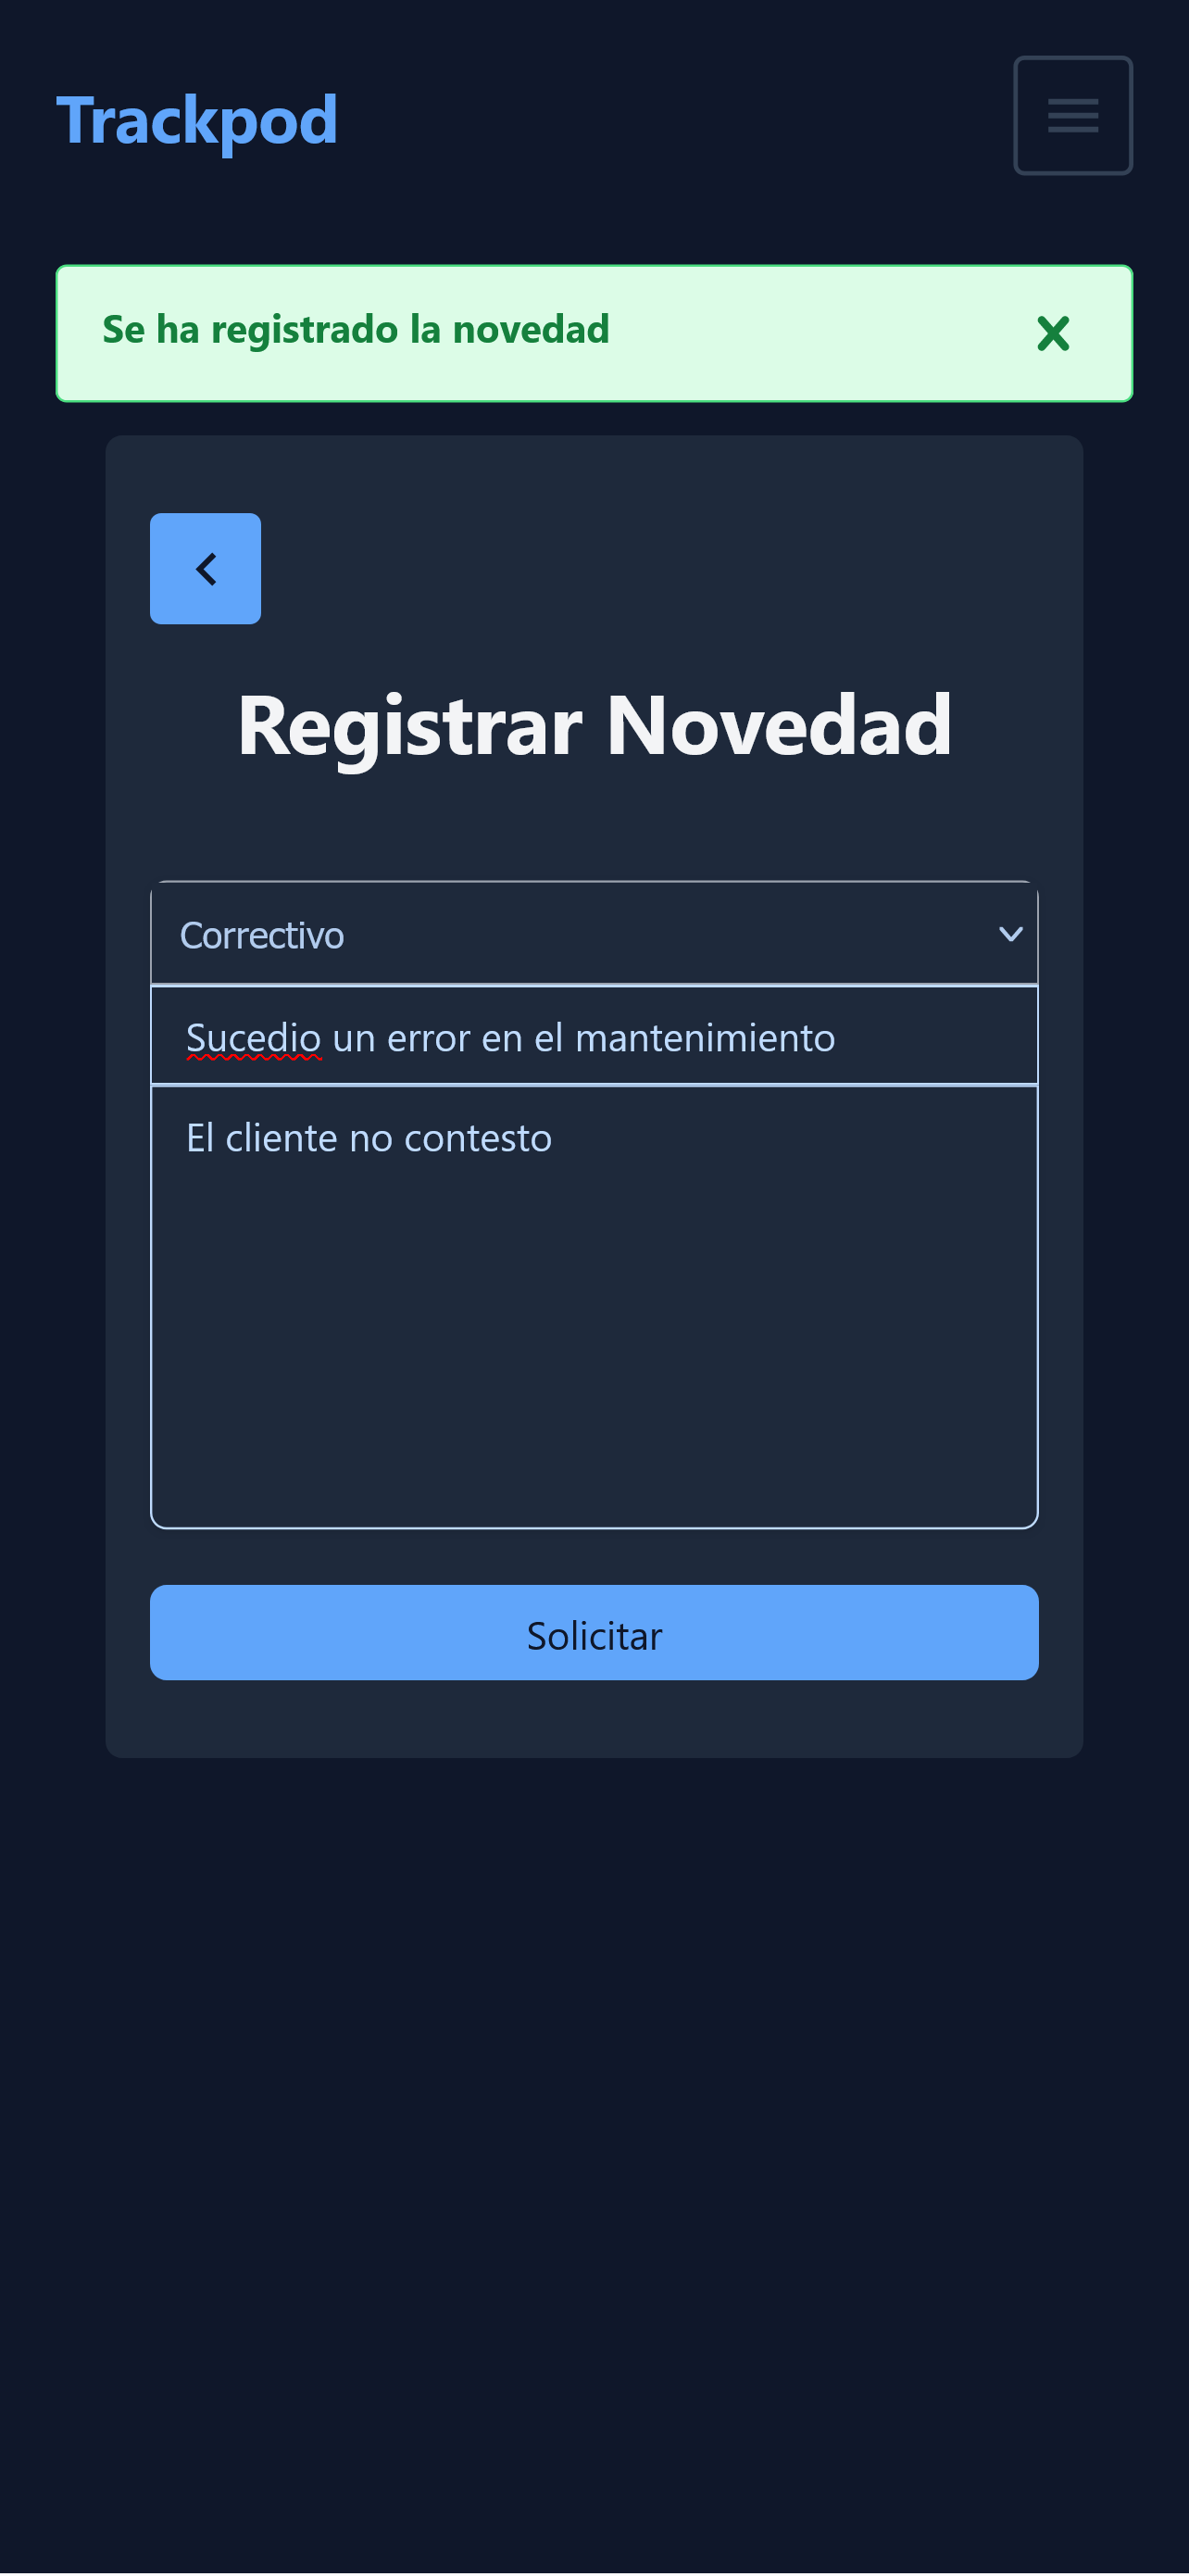 Trackpod
Se ha registrado la novedad
Registrar Novedad
Correctivo
Sucedio un error en el mantenimiento
El cliente no contesto
Solicitar